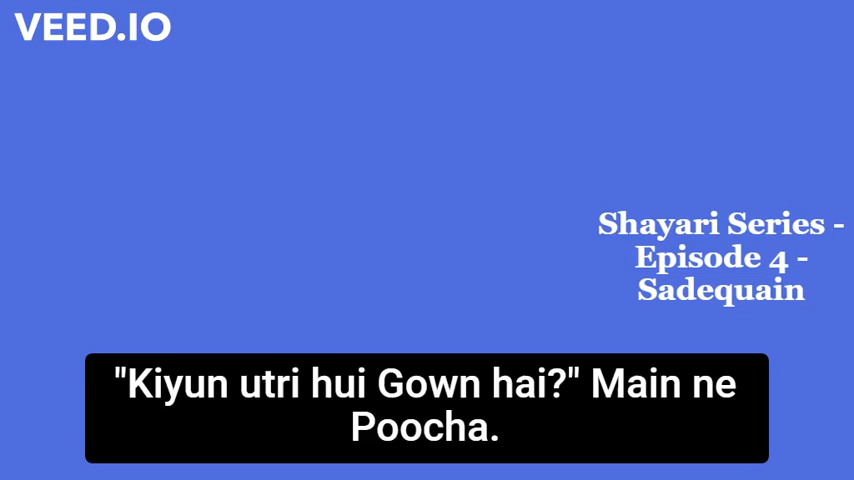 VEED.IO
Shayari Series -
Episode 4 -
Sadequain
"Kiyun utri hui Gown hai?" Main ne
Poocha.